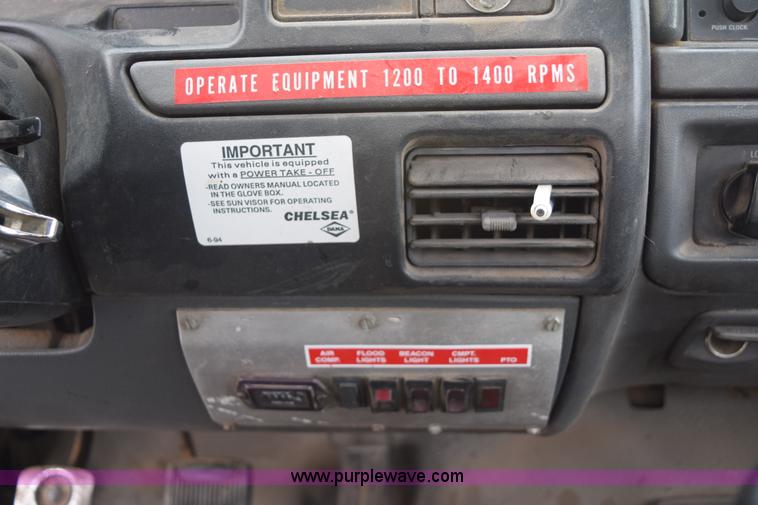 PUSH CLOCK
OPERATE EQUIPMENT 1200 TO 1400 RPMS
IMPORTANT
This vehicle is equipped
with a POWER TAKE - OFF
-READ OWNERS MANUAL LOCATED
IN THE GLOVE BOX.
-SEE SUN VISOR FOR OPERATING
INSTRUCTIONS.
CHELSEA®
DANA
6-94
AIR COMP.
FLOOD LIGHTS
BEACON LIGHT
CMPT. LIGHTS
PTO
www.purplewave.com